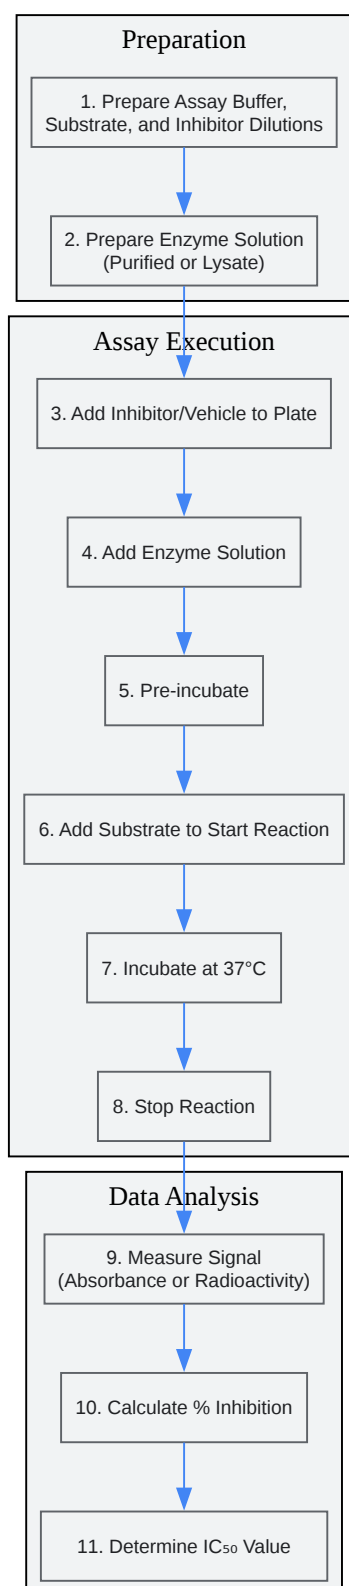 Preparation
1. Prepare Assay Buffer,
Substrate, and Inhibitor Dilutions
2. Prepare Enzyme Solution
(Purified or Lysate)
Assay Execution
3. Add Inhibitor/Vehicle to Plate
4. Add Enzyme Solution
5. Pre-incubate
6. Add Substrate to Start Reaction
7. Incubate at 37°C
8. Stop Reaction
Data Analysis
9. Measure Signal
(Absorbance or Radioactivity)
10. Calculate % Inhibition
11. Determine IC₅₀ Value